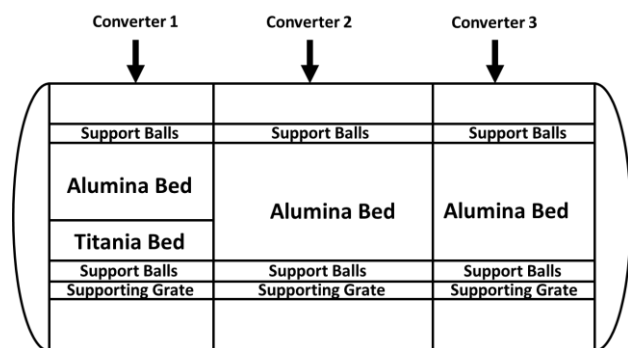 Converter 1 Converter 2 Converter 3
Support Balls Support Balls Support Balls
Alumina Bed
Alumina Bed Alumina Bed
Titania Bed
Support Balls Support Balls Support Balls
Supporting Grate Supporting Grate Supporting Grate